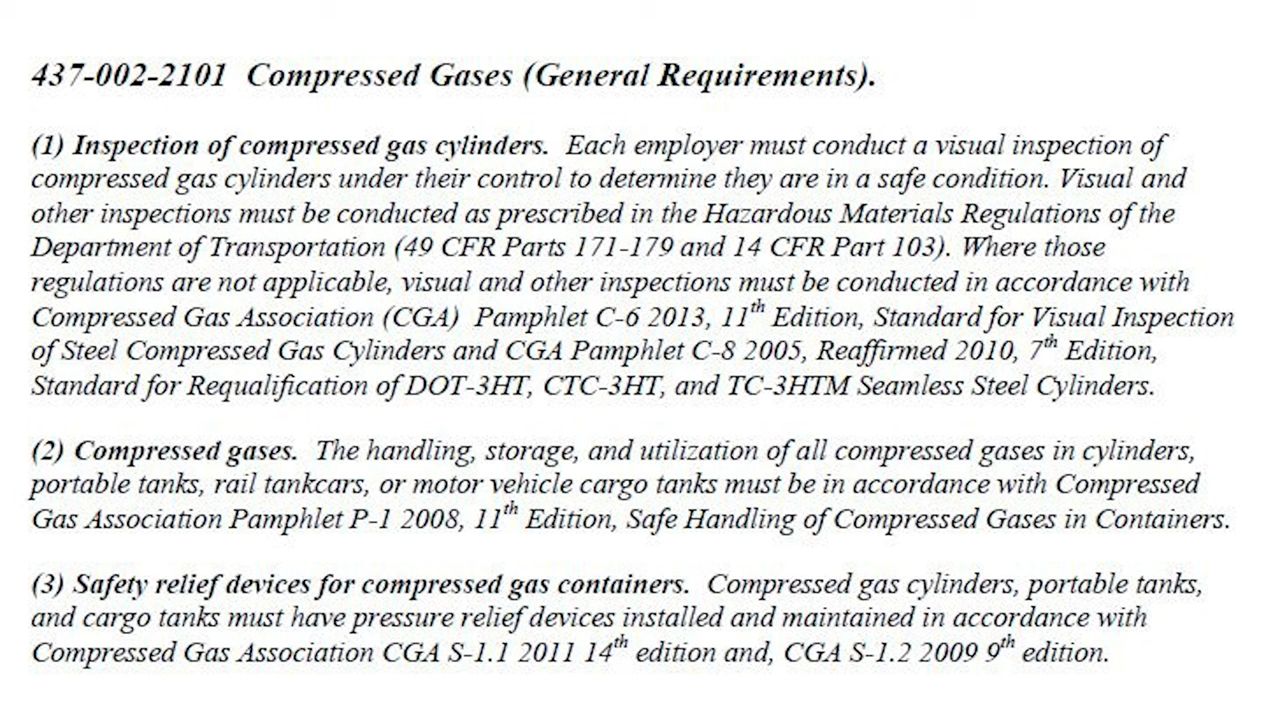 437-002-2101 Compressed Gases (General Requirements).
(1) Inspection of compressed gas cylinders. Each employer must conduct a visual inspection of
compressed gas cylinders under their control to determine they are in a safe condition. Visual and
other inspections must be conducted as prescribed in the Hazardous Materials Regulations of the
Department of Transportation (49 CFR Parts 171-179 and 14 CFR Part 103). Where those
regulations are not applicable, visual and other inspections must be conducted in accordance with
Compressed Gas Association (CGA) Pamphlet C-6 2013, 11th Edition, Standard for Visual Inspection
of Steel Compressed Gas Cylinders and CGA Pamphlet C-8 2005, Reaffirmed 2010, 7th Edition,
Standard for Requalification of DOT-3HT, CTC-3HT, and TC-3HTM Seamless Steel Cylinders.
(2) Compressed gases. The handling, storage, and utilization of all compressed gases in cylinders,
portable tanks, rail tankcars, or motor vehicle cargo tanks must be in accordance with Compressed
Gas Association Pamphlet P-1 2008, 11th Edition, Safe Handling of Compressed Gases in Containers.
(3) Safety relief devices for compressed gas containers. Compressed gas cylinders, portable tanks,
and cargo tanks must have pressure relief devices installed and maintained in accordance with
Compressed Gas Association CGA S-1.1 2011 14th edition and, CGA S-1.2 2009 9th edition.